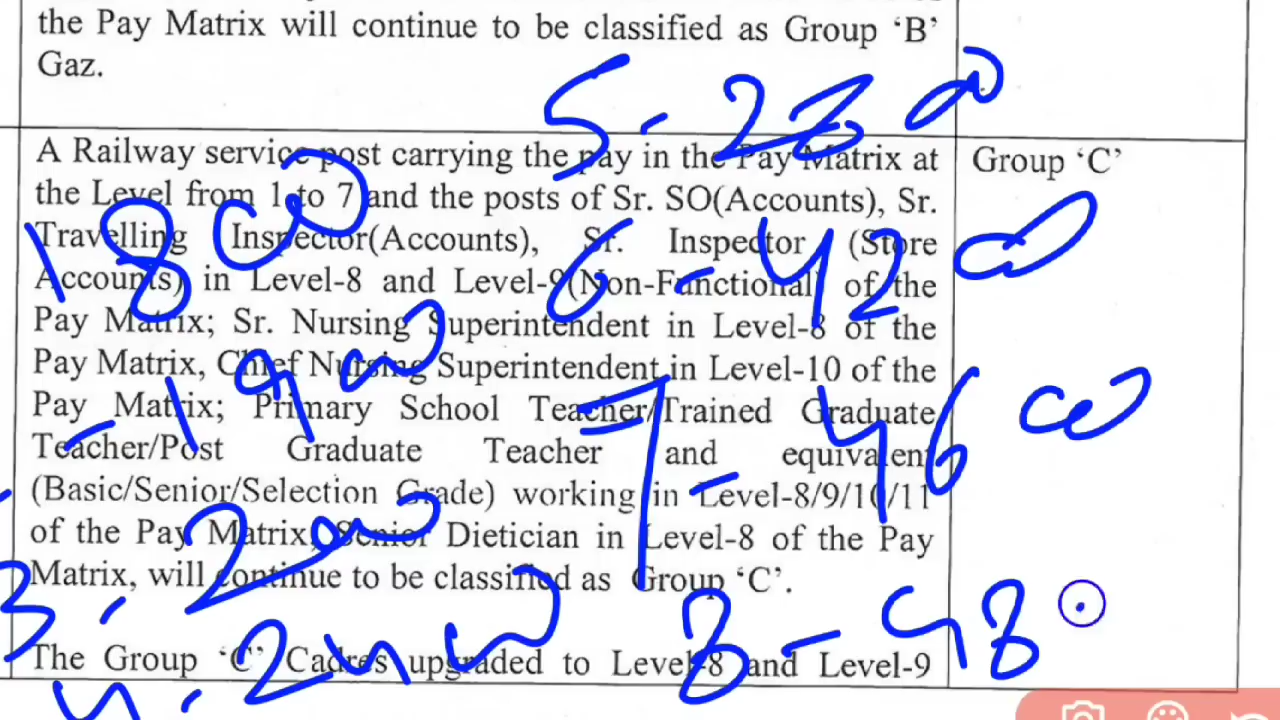 the Pay Matrix will continue to be classified as Group ‘B’
Gaz.
5 - 2800
A Railway service post carrying the pay in the Pay Matrix at
Group ‘C’
the Level from 1 to 7 and the posts of Sr. SO(Accounts), Sr.
1800
Travelling Inspector(Accounts), Sr. Inspector (Store
6 - 4200
Accounts) in Level-8 and Level-9(Non-Functional) of the
Pay Matrix; Sr. Nursing Superintendent in Level-8 of the
Pay Matrix, Chief Nursing Superintendent in Level-10 of the
- 1900
7 - 4600
Pay Matrix; Primary School Teacher/Trained Graduate
Teacher/Post Graduate Teacher and equivalent
(Basic/Senior/Selection Grade) working in Level-8/9/10/11
of the Pay Matrix, Senior Dietician in Level-8 of the Pay
3 - 2000
Matrix, will continue to be classified as Group ‘C’.
8 - 48
The Group ‘C’ Cadres upgraded to Level-8 and Level-9
4 - 2400